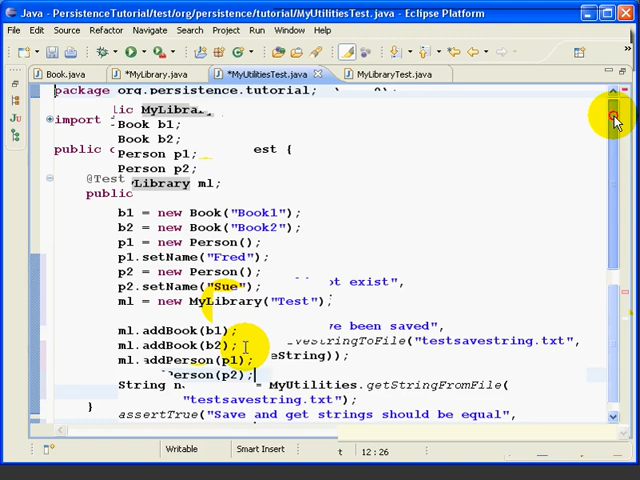 Java - PersistenceTutorial/test/org/persistence/tutorial/MyUtilitiesTest.java - Eclipse Platform
File Edit Source Refactor Navigate Search Project Run Window Help
Book.java *MyLibrary.java *MyUtilitiesTest.java MyLibraryTest.java
package org.persistence.tutorial;
lic MyLibrary
import
Book b1;
Book b2;
public c Person p1; est {
Person p2;
@Test yLibrary ml;
public
b1 = new Book("Book1");
b2 = new Book("Book2");
p1 = new Person();
p1.setName("Fred");
p2 = new Person();
p2.setName("Sue"); ot exist",
ml = new MyLibrary("Test");
ve been saved",
ml.addBook(b1);
ml.addBook(b2); veStringToFile("testsavestring.txt",
ml.addPerson(p1); eString));
Person(p2);
String n = MyUtilities.getStringFromFile(
"testsavestring.txt");
}
assertTrue("Save and get strings should be equal",
Writable Smart Insert t 12:26